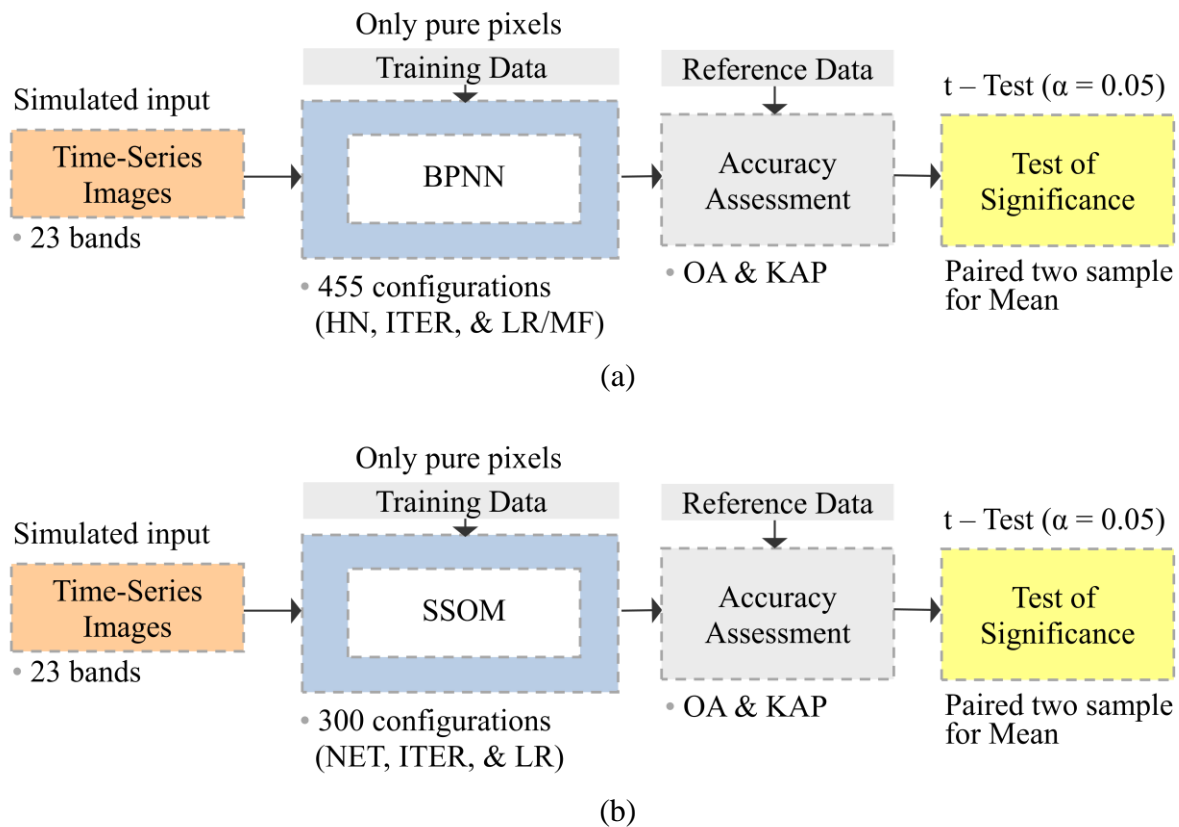 Only pure pixels
Training Data
Simulated input
Time-Series
Images
• 23 bands
BPNN
• 455 configurations
(HN, ITER, & LR/MF)
Reference Data
Accuracy
Assessment
• OA & KAP
t – Test (α = 0.05)
Test of
Significance
Paired two sample
for Mean
(a)
Only pure pixels
Training Data
Simulated input
Time-Series
Images
• 23 bands
SSOM
• 300 configurations
(NET, ITER, & LR)
Reference Data
Accuracy
Assessment
• OA & KAP
t – Test (α = 0.05)
Test of
Significance
Paired two sample
for Mean
(b)